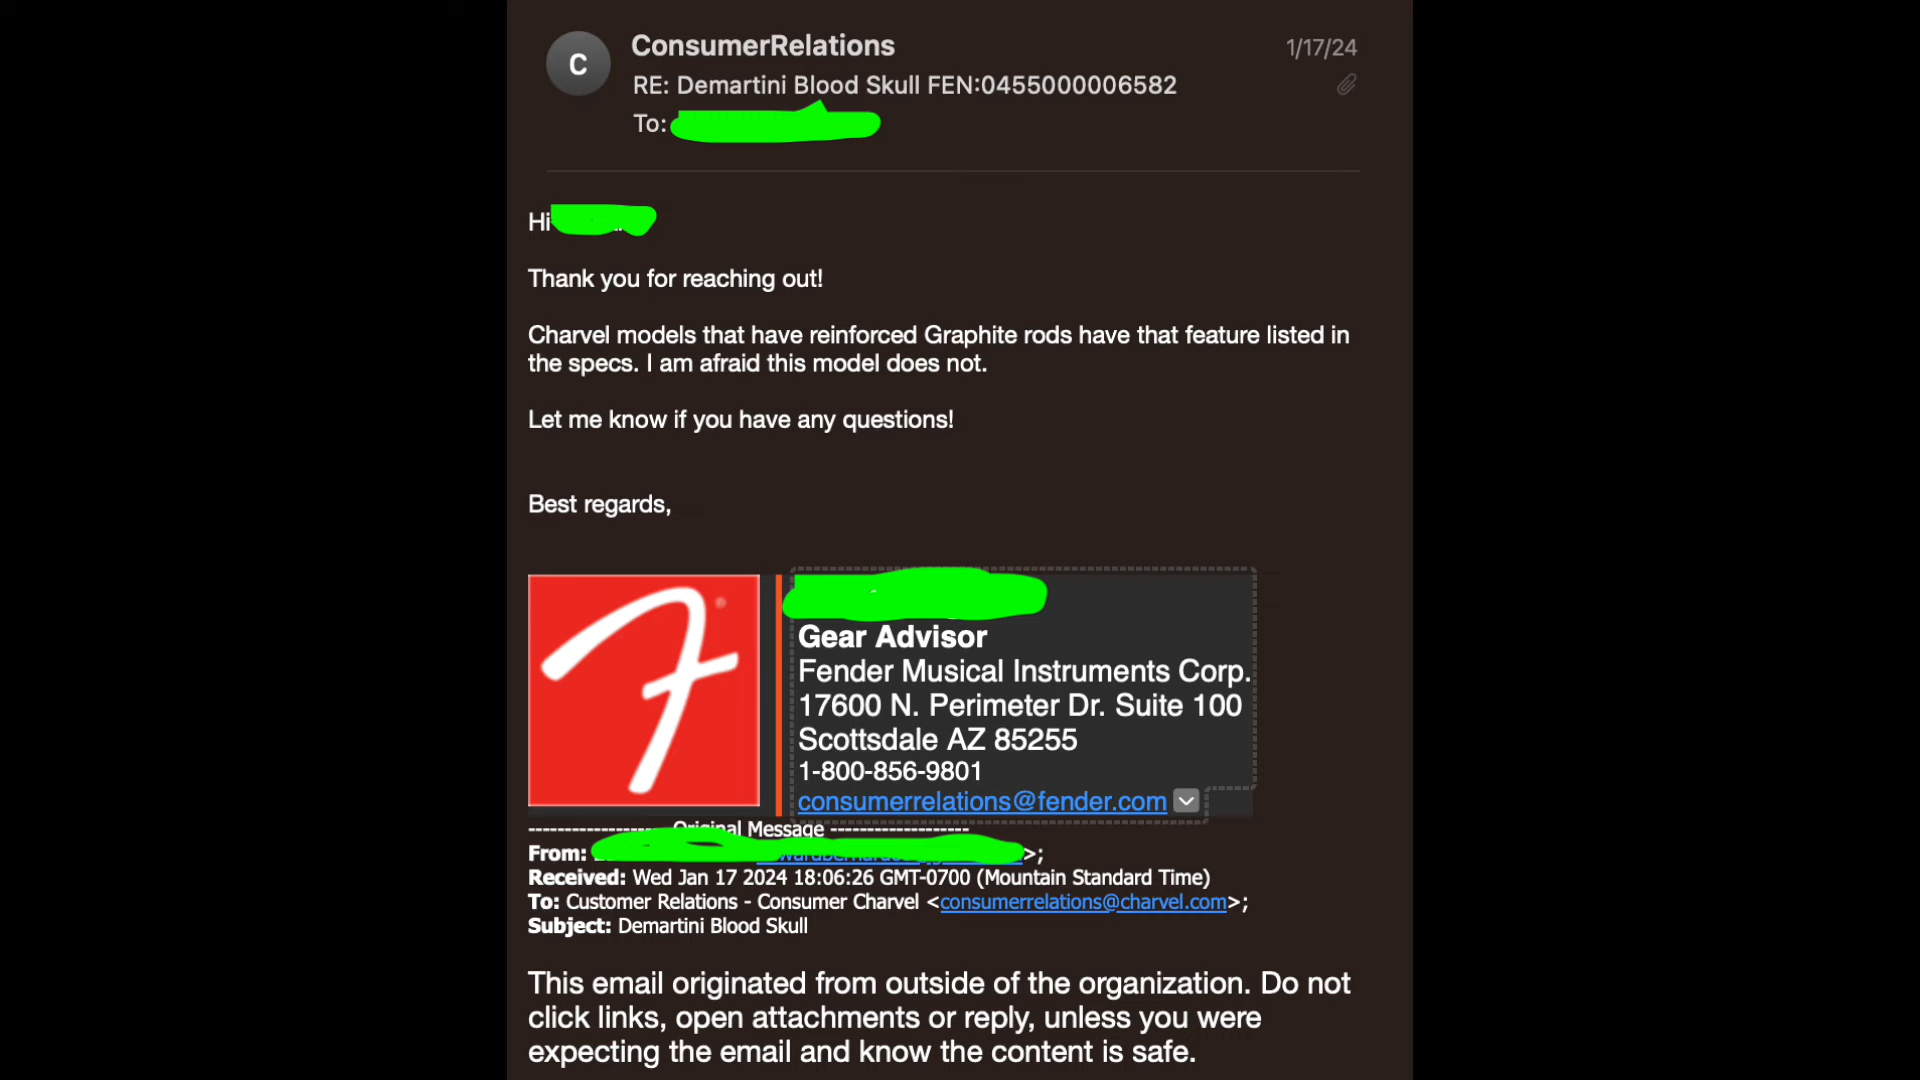 C
ConsumerRelations
1/17/24
RE: Demartini Blood Skull FEN:0455000006582
To:
Hi
Thank you for reaching out!
Charvel models that have reinforced Graphite rods have that feature listed in
the specs. I am afraid this model does not.
Let me know if you have any questions!
Best regards,
Gear Advisor
Fender Musical Instruments Corp.
17600 N. Perimeter Dr. Suite 100
Scottsdale AZ 85255
1-800-856-9801
consumerrelations@fender.com
------------------- Original Message -------------------
From: >;
Received: Wed Jan 17 2024 18:06:26 GMT-0700 (Mountain Standard Time)
To: Customer Relations - Consumer Charvel <consumerrelations@charvel.com>;
Subject: Demartini Blood Skull
This email originated from outside of the organization. Do not
click links, open attachments or reply, unless you were
expecting the email and know the content is safe.